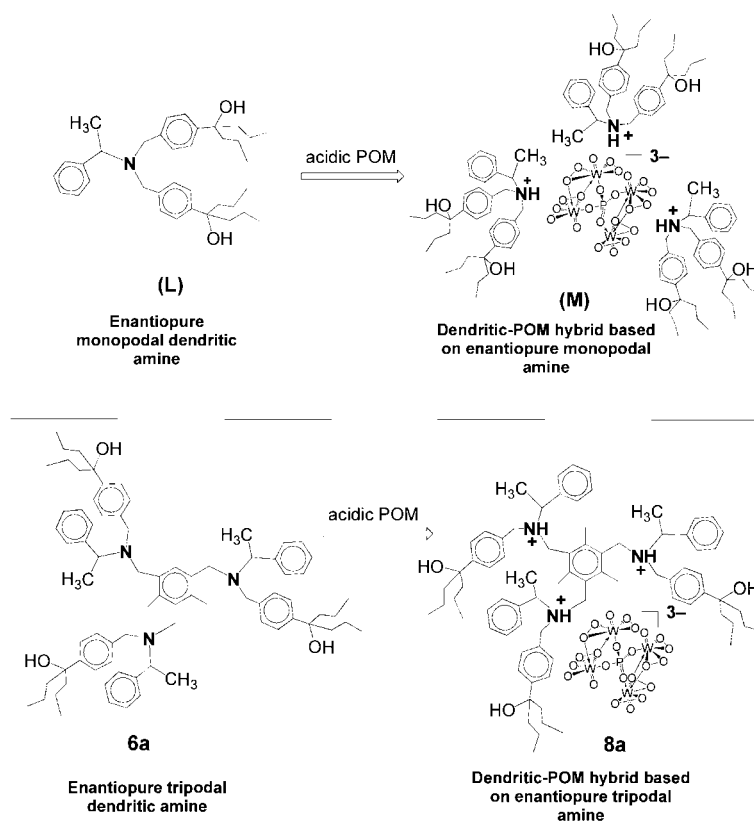 OH
CH₃
N
OH
(L)
Enantiopure
monopodal dendritic
amine
acidic POM
HO
OH
CH₃
N
H
+
3–
CH₃
+
NH
HO
OH
CH₃
+
HN
OH
HO
(M)
Dendritic-POM hybrid based
on enantiopure monopodal
amine
OH
H₃C
N
H₃C
N
OH
N
HO
CH₃
6a
Enantiopure tripodal
dendritic amine
acidic POM
H₃C
NH
+
H₃C
NH
+
HO
H₃C
+
NH
OH
3–
HO
8a
Dendritic-POM hybrid based
on enantiopure tripodal
amine